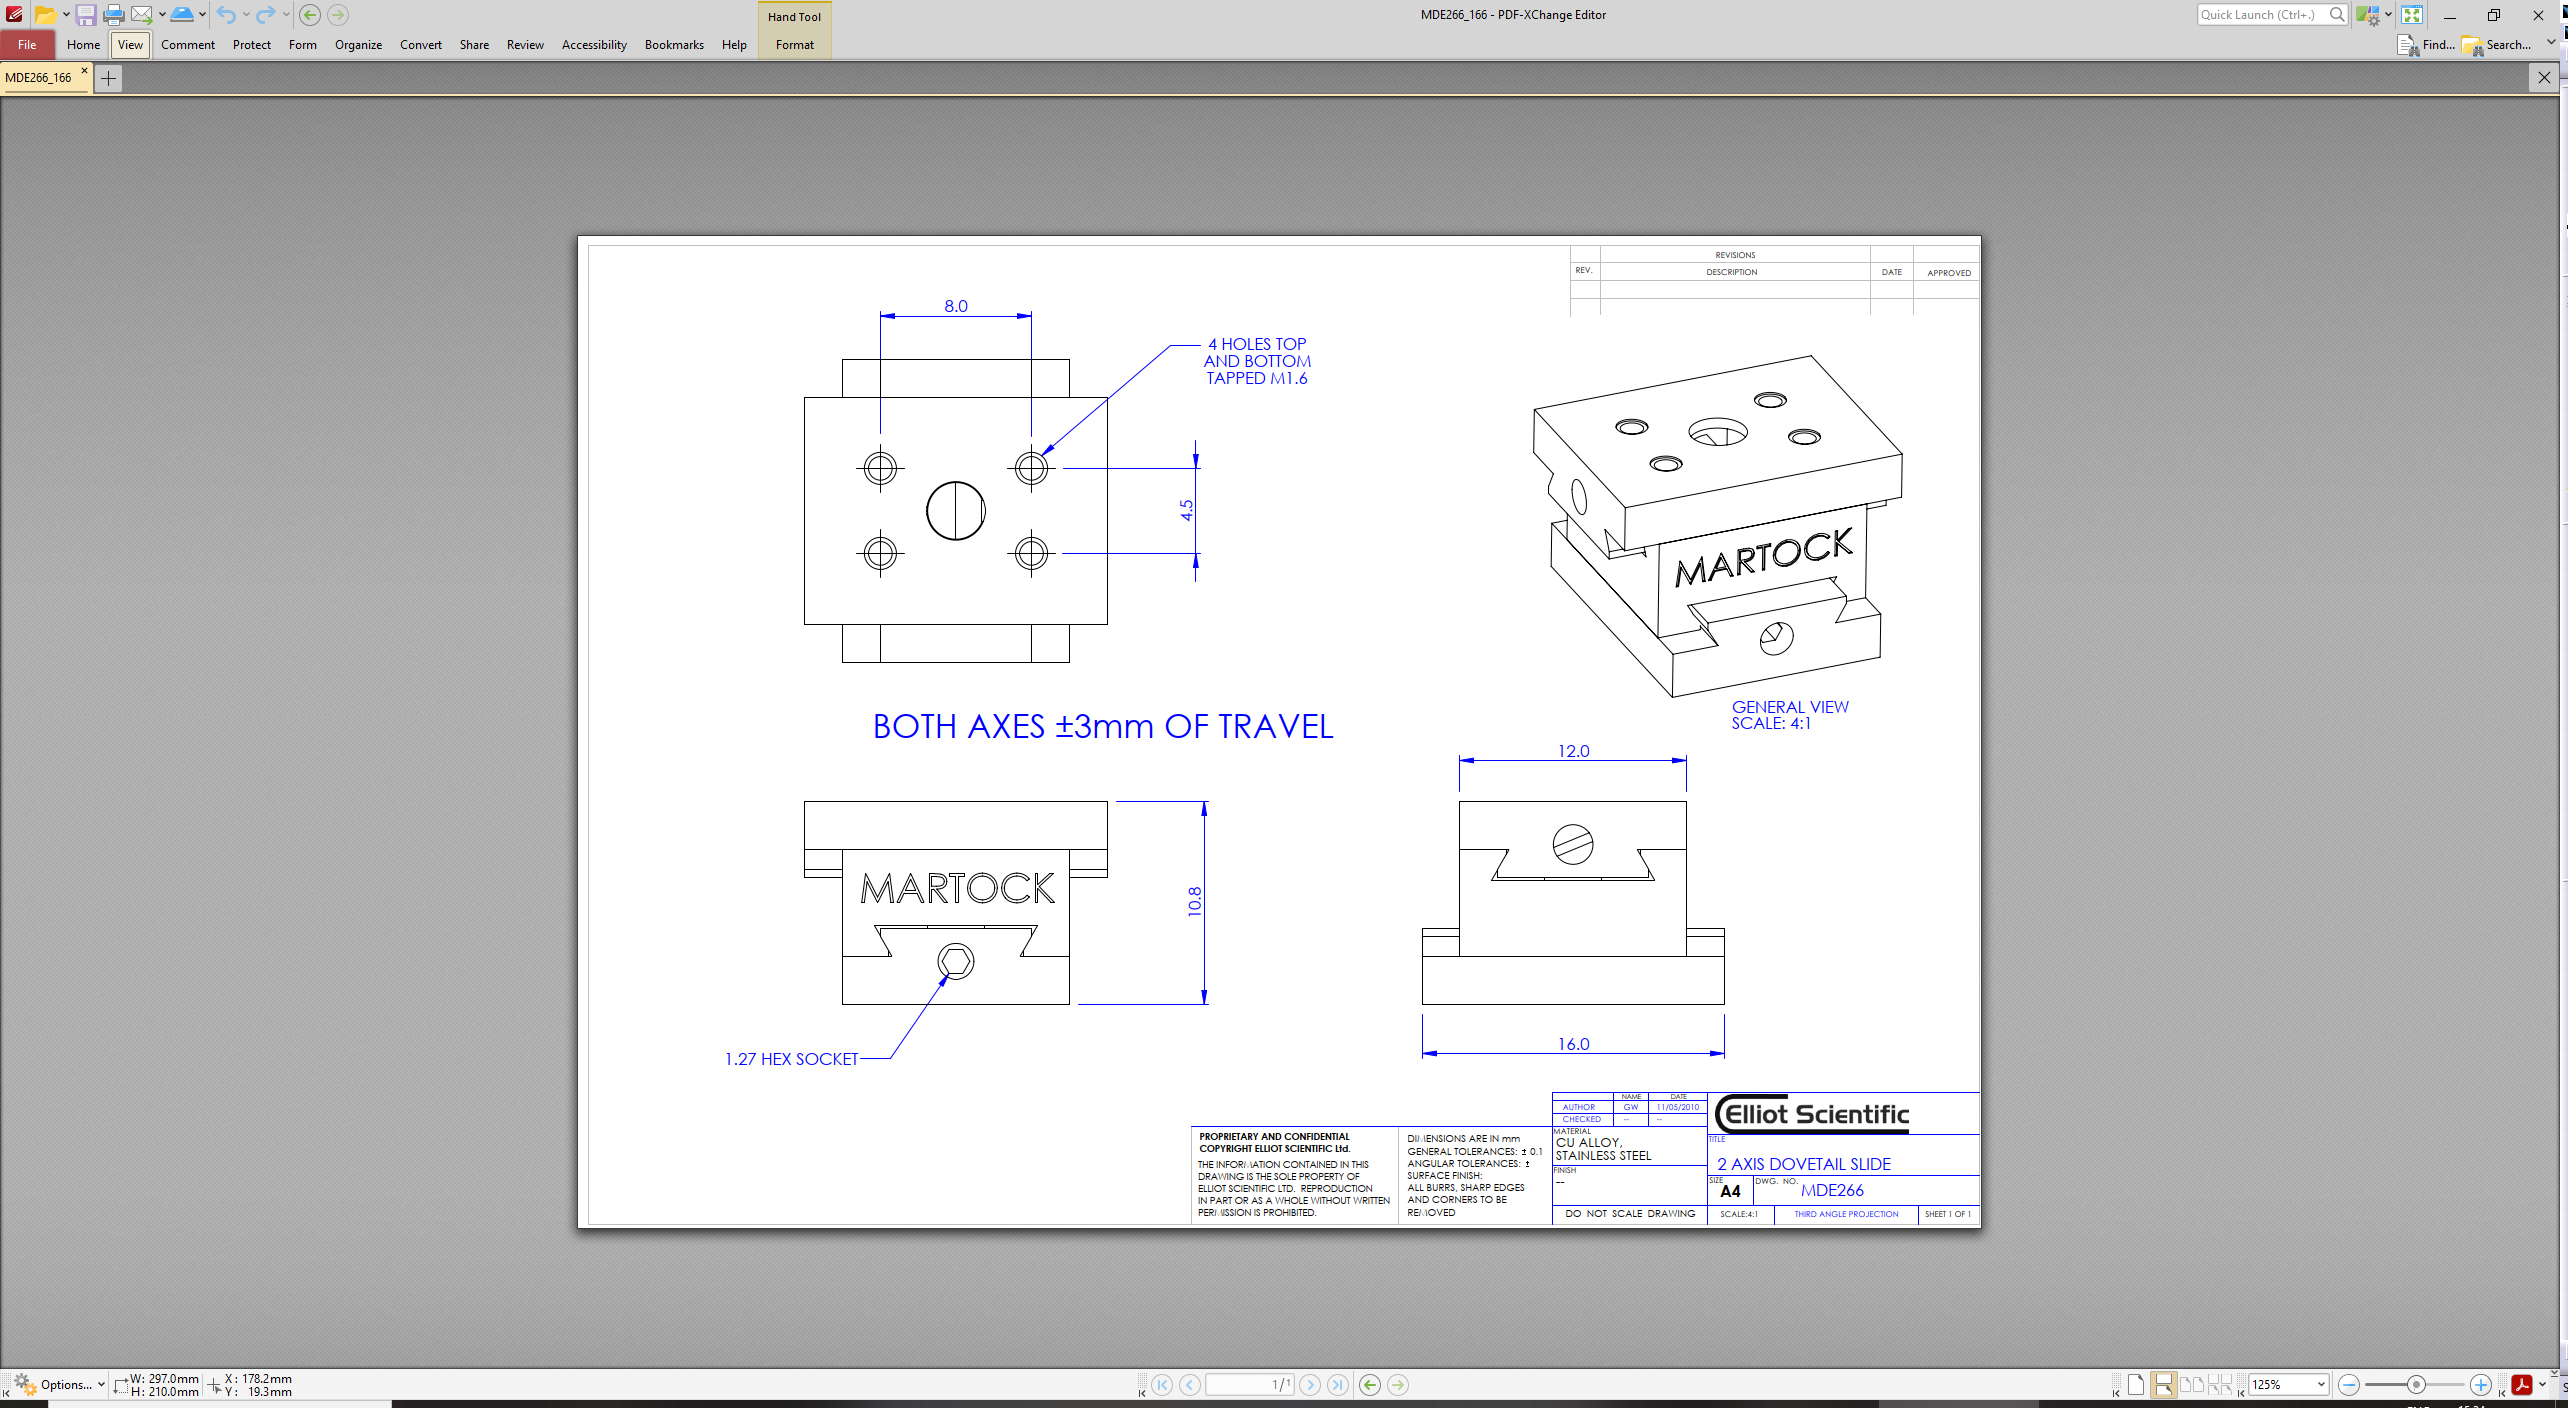 Hand Tool
MDE266_166 - PDF-XChange Editor
Quick Launch (Ctrl+.)
File
Home
View
Comment
Protect
Form
Organize
Convert
Share
Review
Accessibility
Bookmarks
Help
Format
Find...
Search...
MDE266_166
REVISIONS
REV.
DESCRIPTION
DATE
APPROVED
8.0
4 HOLES TOP
AND BOTTOM
TAPPED M1.6
4.5
MARTOCK
GENERAL VIEW
SCALE: 4:1
BOTH AXES ±3mm OF TRAVEL
12.0
MARTOCK
10.8
1.27 HEX SOCKET
16.0
NAME
DATE
AUTHOR
GW
11/05/2010
CHECKED
--
--
Elliot Scientific
PROPRIETARY AND CONFIDENTIAL
COPYRIGHT ELLIOT SCIENTIFIC Ltd.
THE INFORMATION CONTAINED IN THIS
DRAWING IS THE SOLE PROPERTY OF
ELLIOT SCIENTIFIC LTD. REPRODUCTION
IN PART OR AS A WHOLE WITHOUT WRITTEN
PERMISSION IS PROHIBITED.
DIMENSIONS ARE IN mm
GENERAL TOLERANCES: ± 0.1
ANGULAR TOLERANCES: ±
SURFACE FINISH:
ALL BURRS, SHARP EDGES
AND CORNERS TO BE
REMOVED
MATERIAL
CU ALLOY,
STAINLESS STEEL
FINISH
--
DO NOT SCALE DRAWING
TITLE
2 AXIS DOVETAIL SLIDE
SIZE
A4
DWG. NO.
MDE266
SCALE:4:1
THIRD ANGLE PROJECTION
SHEET 1 OF 1
Options...
W: 297.0mm
H: 210.0mm
X: 178.2mm
Y: 19.3mm
1/1
125%